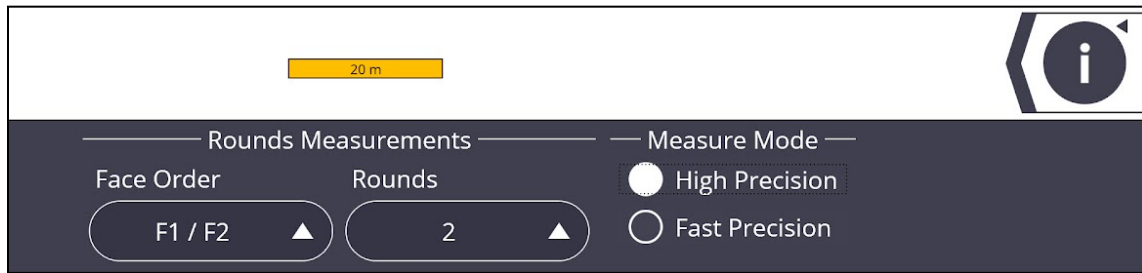 20 m
i
Rounds Measurements
Measure Mode
Face Order
Rounds
High Precision
F1 / F2
2
Fast Precision